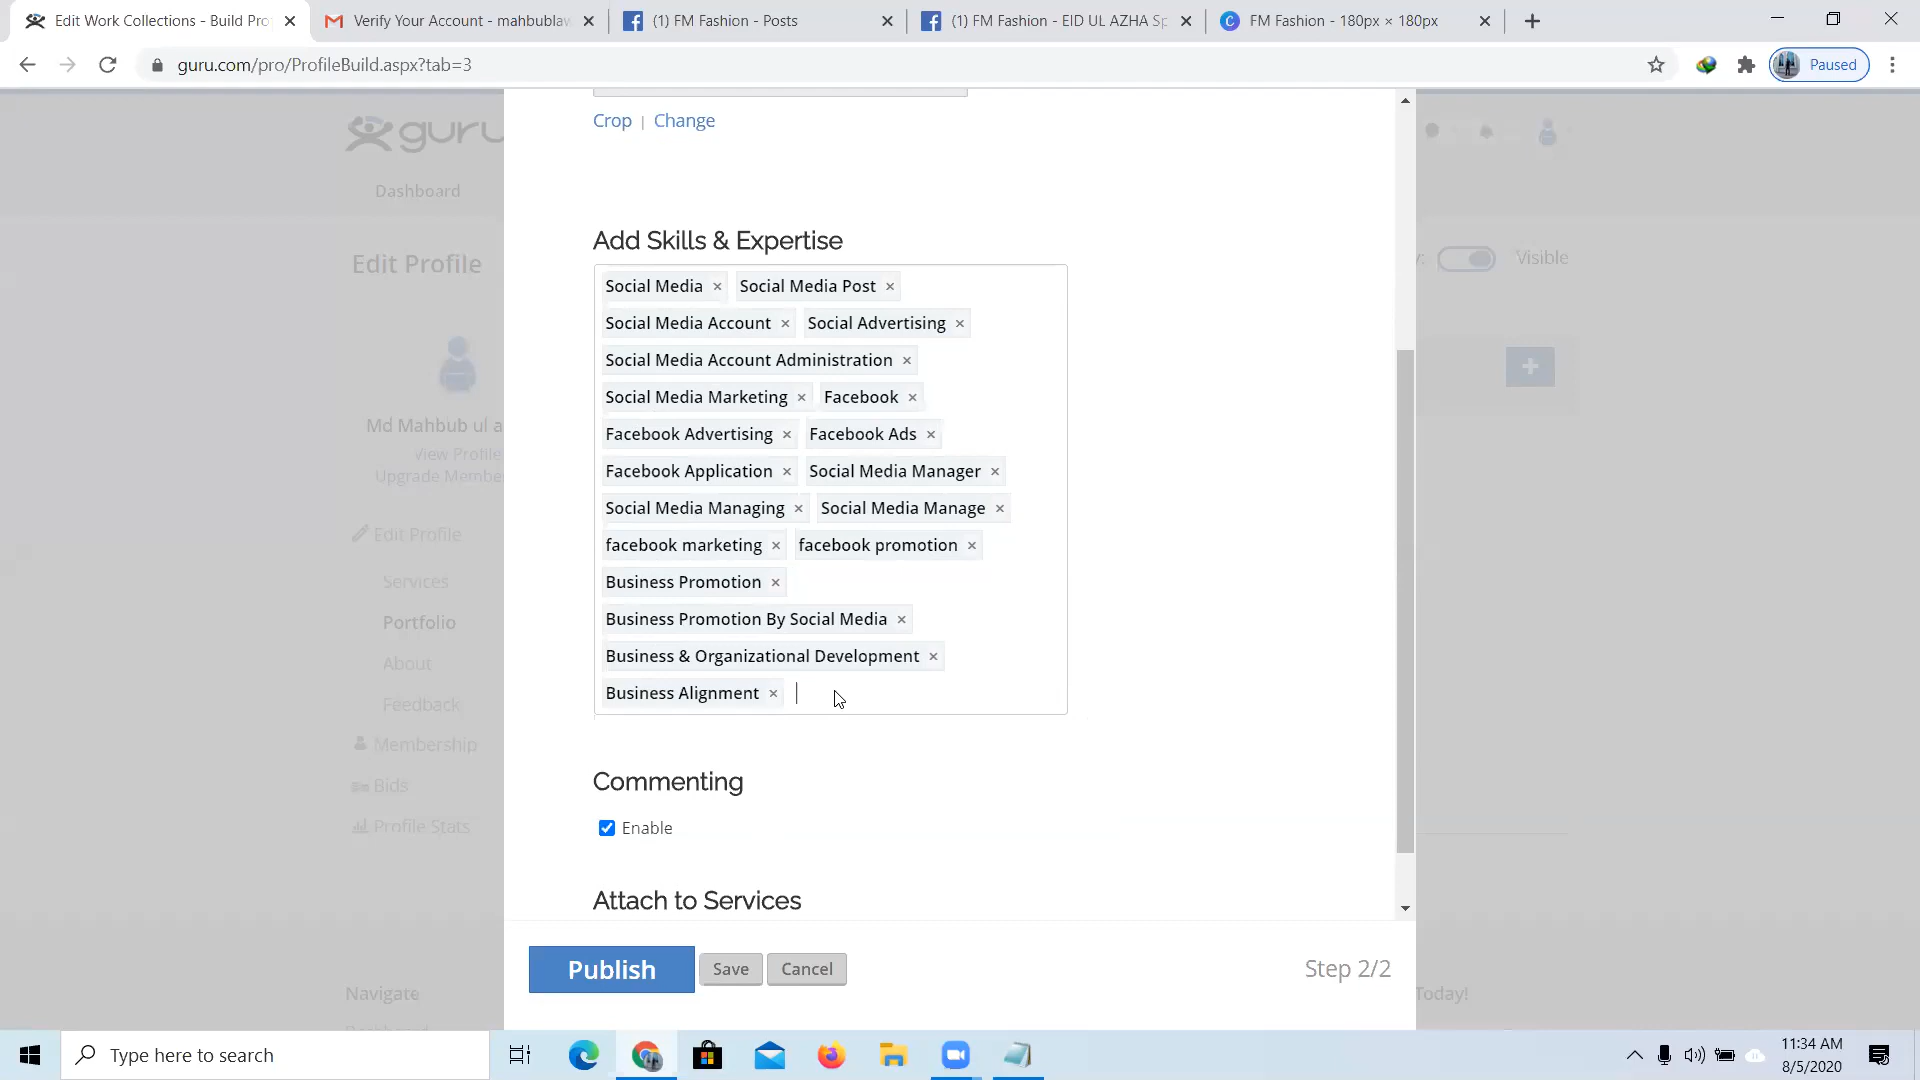 Edit Work Collections - Build Pro
Verify Your Account - mahbublaw
(1) FM Fashion - Posts
(1) FM Fashion - EID UL AZHA Sp
FM Fashion - 180px × 180px
guru.com/pro/ProfileBuild.aspx?tab=3
Paused
guru
Crop | Change
Dashboard
Add Skills & Expertise
Edit Profile
Visible
Social Media ×
Social Media Post ×
Social Media Account ×
Social Advertising ×
Social Media Account Administration ×
Social Media Marketing ×
Facebook ×
Md Mahbub ul a
Facebook Advertising ×
Facebook Ads ×
View Profile
Upgrade Membe
Facebook Application ×
Social Media Manager ×
Social Media Managing ×
Social Media Manage ×
Edit Profile
facebook marketing ×
facebook promotion ×
Services
Business Promotion ×
Portfolio
Business Promotion By Social Media ×
About
Business & Organizational Development ×
Feedback
Business Alignment ×
Membership
Commenting
Bids
Profile Stats
Enable
Attach to Services
Publish
Save
Cancel
Step 2/2
Navigate
Today!
Type here to search
11:34 AM
8/5/2020